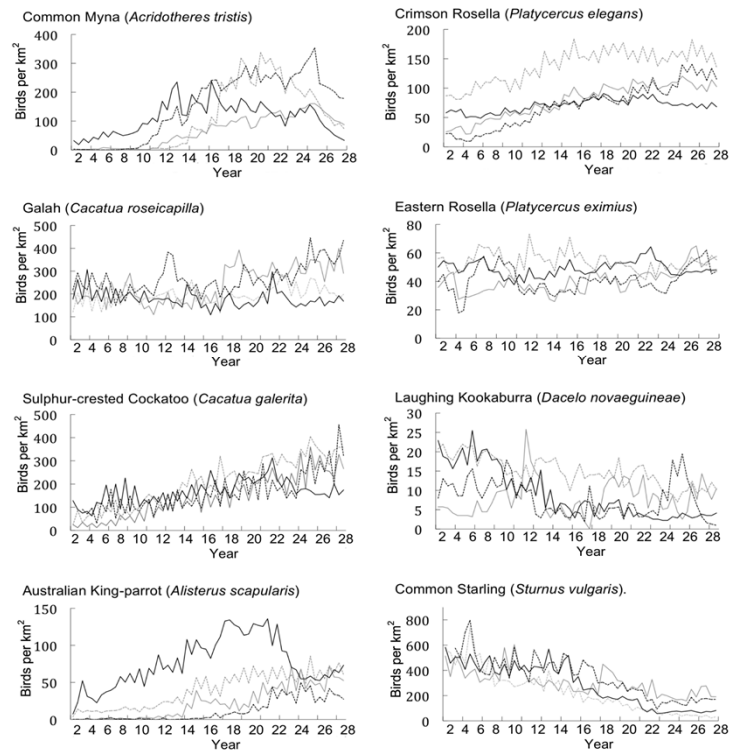 Common Myna (Acridotheres tristis)
Birds per km2
400
300
200
100
0
2 4 6 8 10 12 14 16 18 20 22 24 26 28
Year
Crimson Rosella (Platycercus elegans)
Birds per km2
200
150
100
50
0
2 4 6 8 10 12 14 16 18 20 22 24 26 28
Year
Galah (Cacatua roseicapilla)
Birds per km2
500
400
300
200
100
0
2 4 6 8 10 12 14 16 18 20 22 24 26 28
Year
Eastern Rosella (Platycercus eximius)
Birds per km2
80
60
40
20
0
2 4 6 8 10 12 14 16 18 20 22 24 26 28
Year
Sulphur-crested Cockatoo (Cacatua galerita)
Birds per km2
500
400
300
200
100
0
2 4 6 8 10 12 14 16 18 20 22 24 26 28
Year
Laughing Kookaburra (Dacelo novaeguineae)
Birds per km2
30
25
20
15
10
5
0
2 4 6 8 10 12 14 16 18 20 22 24 26 28
Year
Australian King-parrot (Alisterus scapularis)
Birds per km2
150
100
50
0
2 4 6 8 10 12 14 16 18 20 22 24 26 28
Year
Common Starling (Sturnus vulgaris).
Birds per km2
800
600
400
200
0
2 4 6 8 10 12 14 16 18 20 22 24 26 28
Year